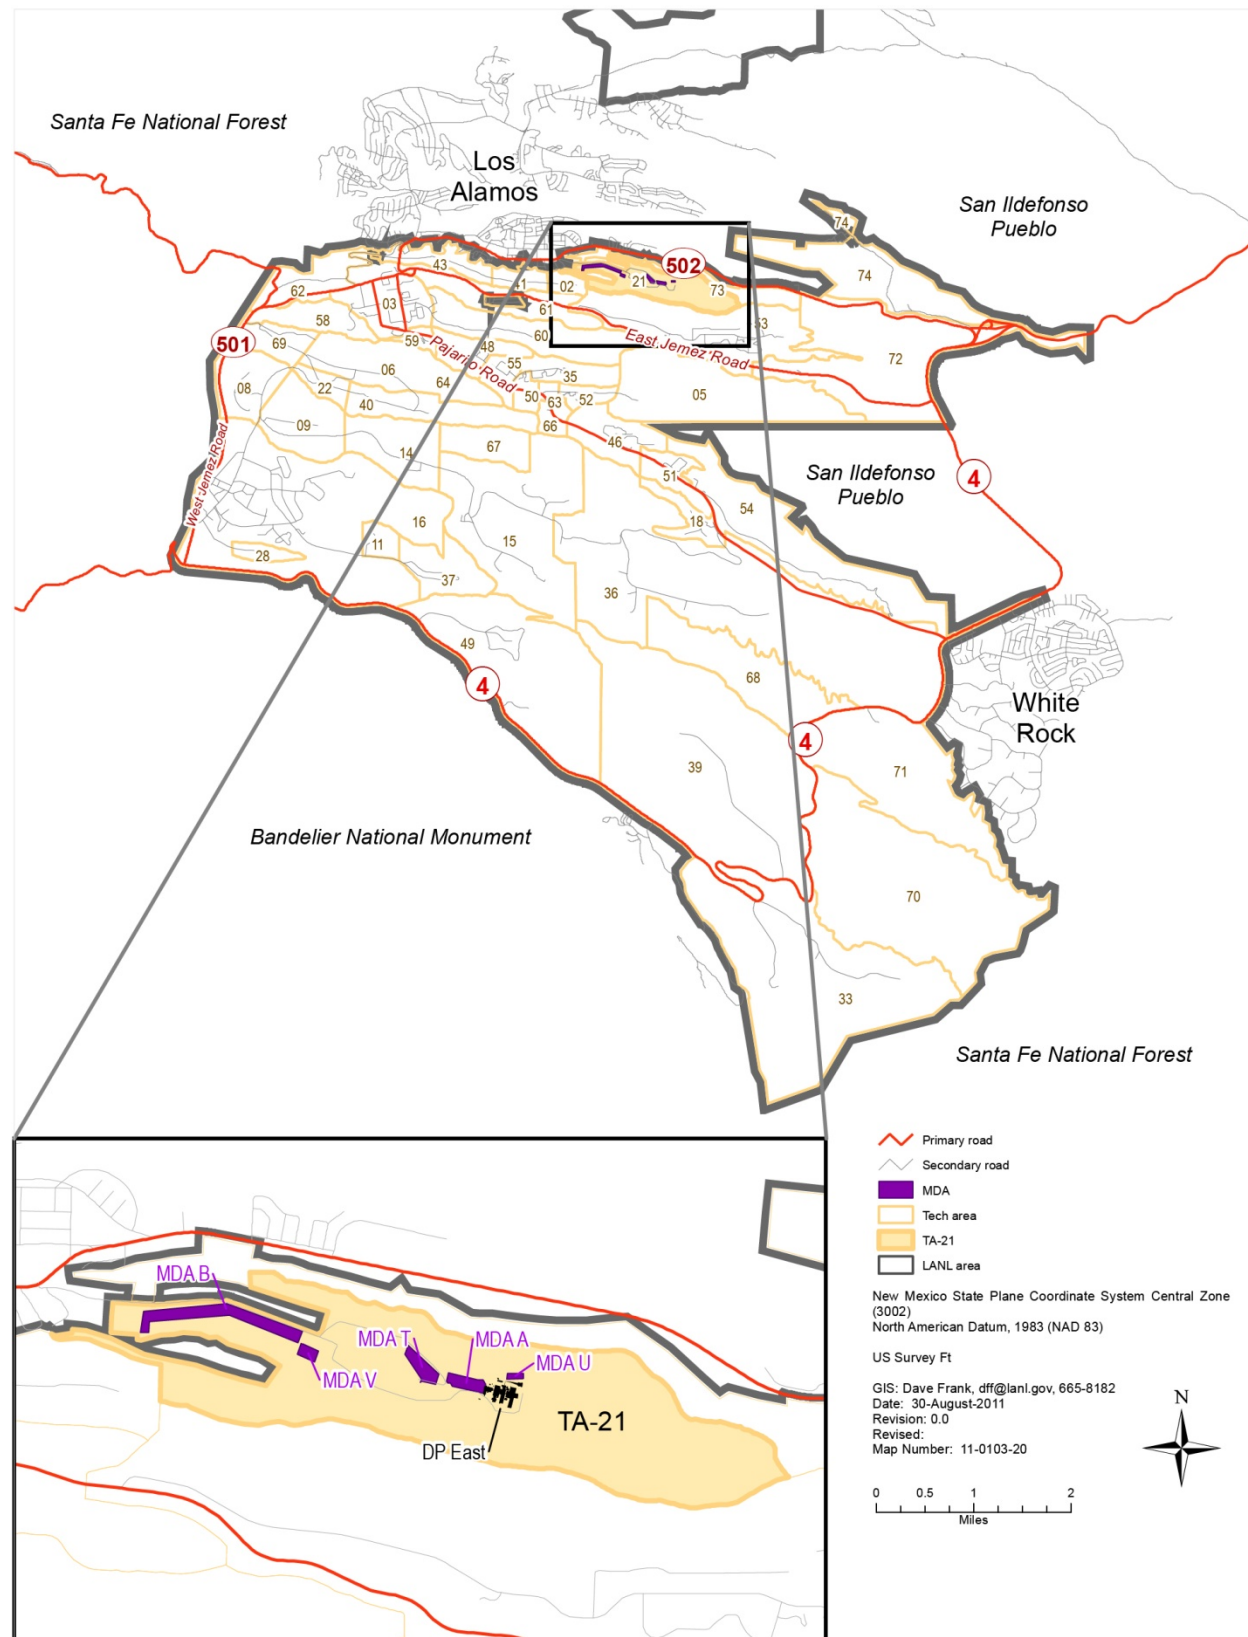 Santa Fe National Forest
Los
Alamos
San Ildefonso
Pueblo
74
74
502
43
41
02
21
73
62
03
61
53
58
59
60
East Jemez Road
501
69
Pajarito Road
48
55
35
72
06
64
08
22
40
50
63
52
05
09
66
14
67
46
51
San Ildefonso
Pueblo
4
West Jemez Road
54
16
18
15
28
11
37
36
49
4
68
White
Rock
4
39
71
Bandelier National Monument
70
33
Santa Fe National Forest
Primary road
Secondary road
MDA
Tech area
TA-21
LANL area
MDA B
MDA T
MDA A
MDA U
MDA V
TA-21
DP East
New Mexico State Plane Coordinate System Central Zone
(3002)
North American Datum, 1983 (NAD 83)
US Survey Ft
GIS: Dave Frank, dff@lanl.gov, 665-8182
Date: 30-August-2011
Revision: 0.0
Revised:
Map Number: 11-0103-20
N
0 0.5 1 2
Miles